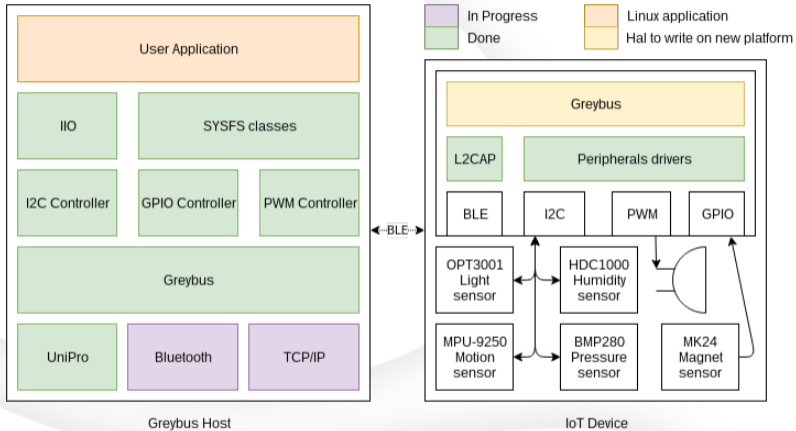 In Progress
Done
Linux application
Hal to write on new platform
User Application
IIO
SYSFS classes
I2C Controller
GPIO Controller
PWM Controller
Greybus
UniPro
Bluetooth
TCP/IP
Greybus Host
BLE
Greybus
L2CAP
Peripherals drivers
BLE
I2C
PWM
GPIO
OPT3001
Light
sensor
HDC1000
Humidity
sensor
MPU-9250
Motion
sensor
BMP280
Pressure
sensor
MK24
Magnet
sensor
IoT Device